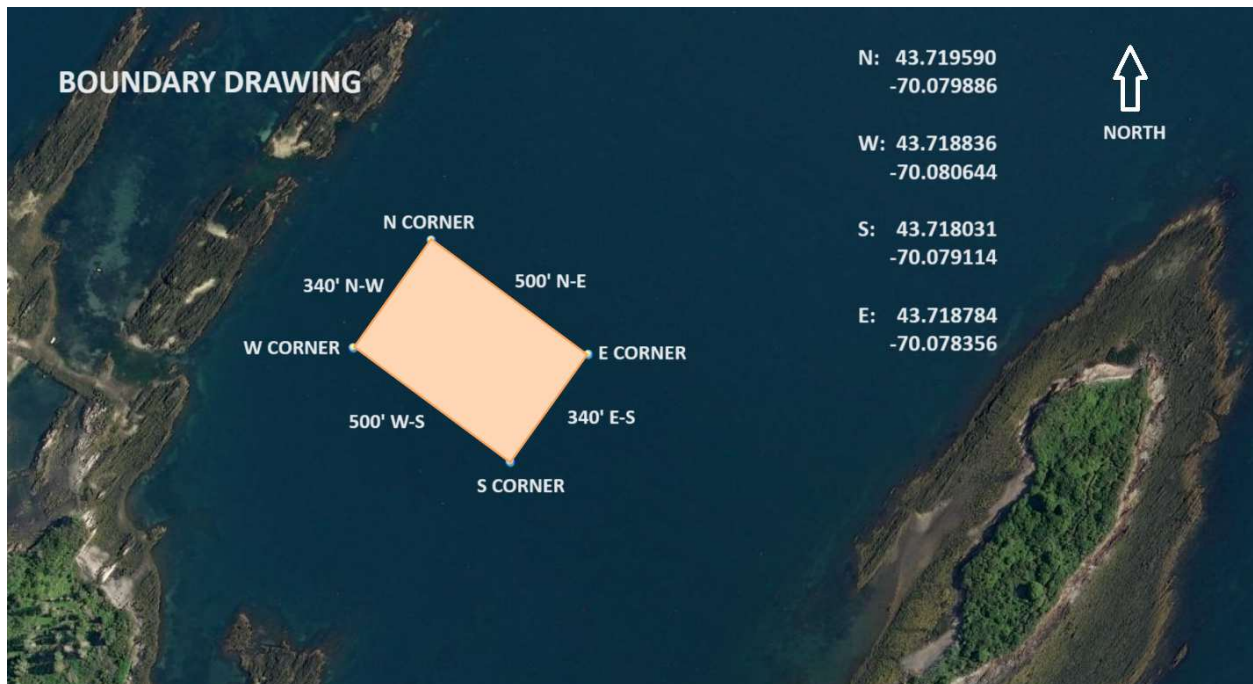 BOUNDARY DRAWING
N: 43.719590
-70.079886
NORTH
W: 43.718836
-70.080644
S: 43.718031
-70.079114
E: 43.718784
-70.078356
N CORNER
340' N-W
500' N-E
W CORNER
E CORNER
500' W-S
340' E-S
S CORNER